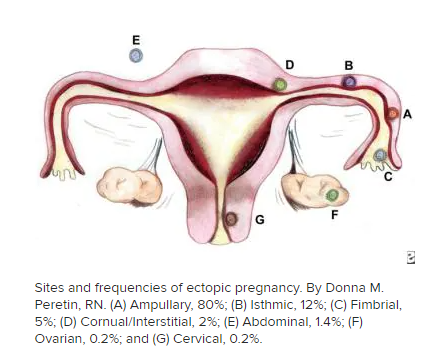 E
D
B
A
C
F
G
Sites and frequencies of ectopic pregnancy. By Donna M.
Peretin, RN. (A) Ampullary, 80%; (B) Isthmic, 12%; (C) Fimbrial,
5%; (D) Cornual/Interstitial, 2%; (E) Abdominal, 1.4%; (F)
Ovarian, 0.2%; and (G) Cervical, 0.2%.